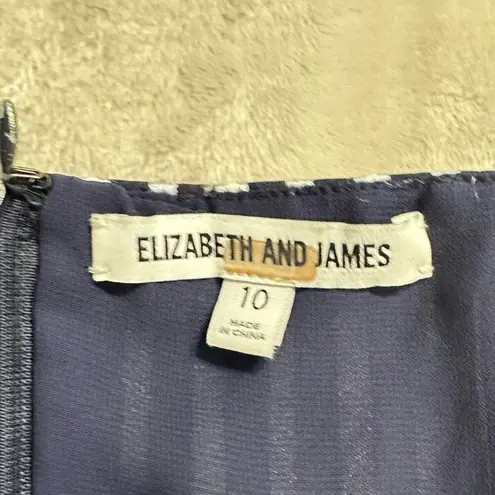 ELIZABETH AND JAMES
10
MADE
IN CHINA